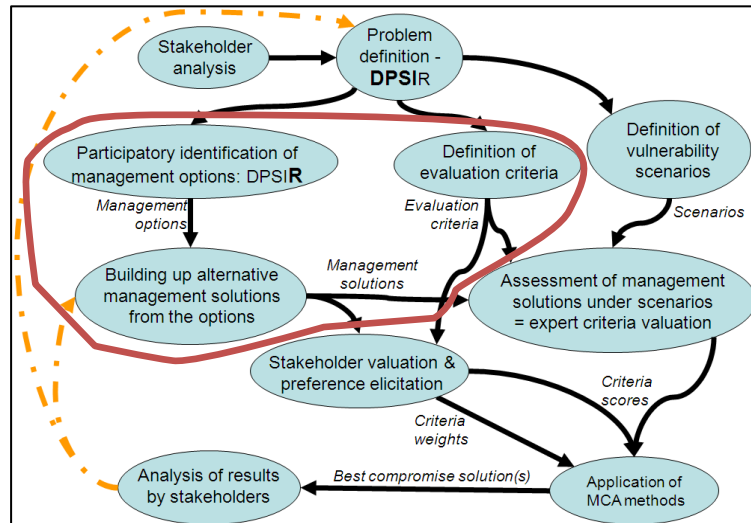 Stakeholder
analysis
Problem
definition -
DPSIR
Participatory identification of
management options: DPSIR
Definition of
evaluation criteria
Definition of
vulnerability
scenarios
Management
options
Evaluation
criteria
Scenarios
Building up alternative
management solutions
from the options
Management
solutions
Assessment of management
solutions under scenarios
= expert criteria valuation
Stakeholder valuation &
preference elicitation
Criteria
scores
Criteria
weights
Analysis of results
by stakeholders
Best compromise solution(s)
Application of
MCA methods